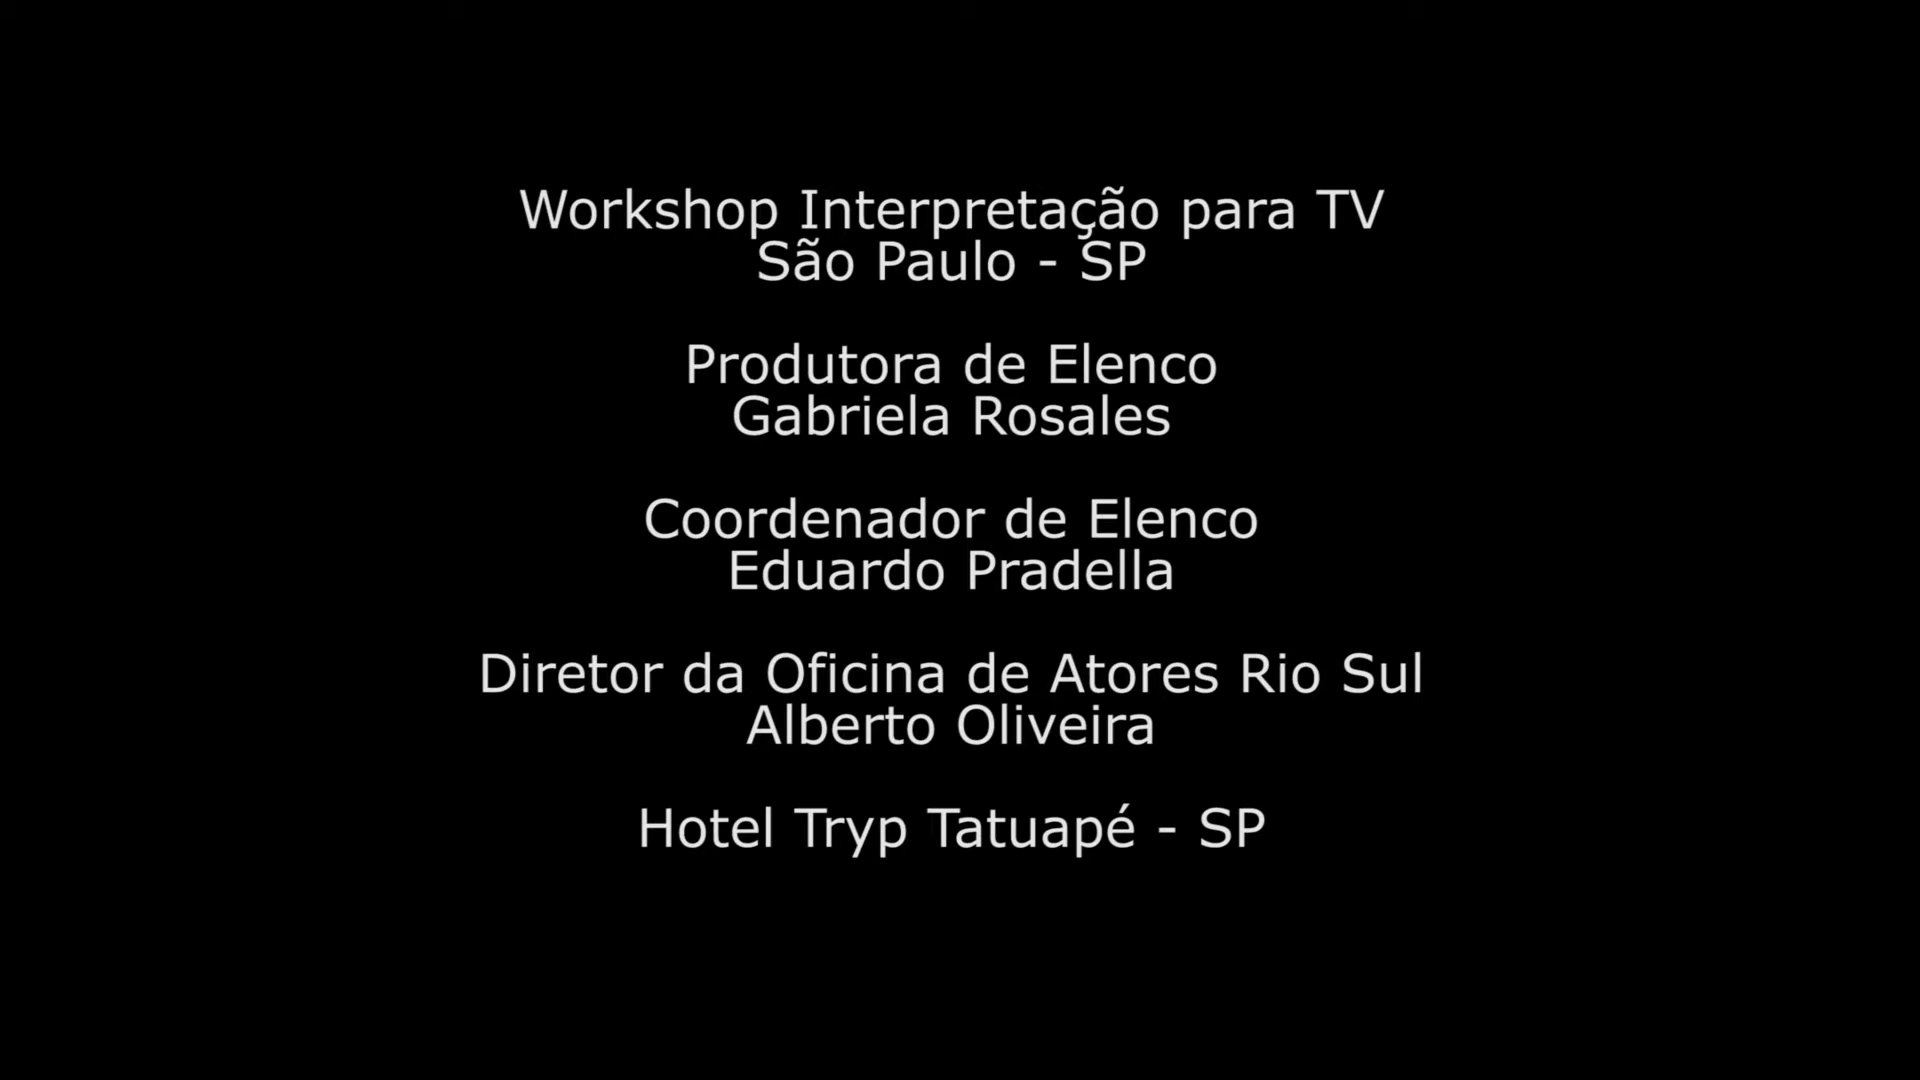 Workshop Interpretação para TV
São Paulo - SP
Produtora de Elenco
Gabriela Rosales
Coordenador de Elenco
Eduardo Pradella
Diretor da Oficina de Atores Rio Sul
Alberto Oliveira
Hotel Tryp Tatuapé - SP